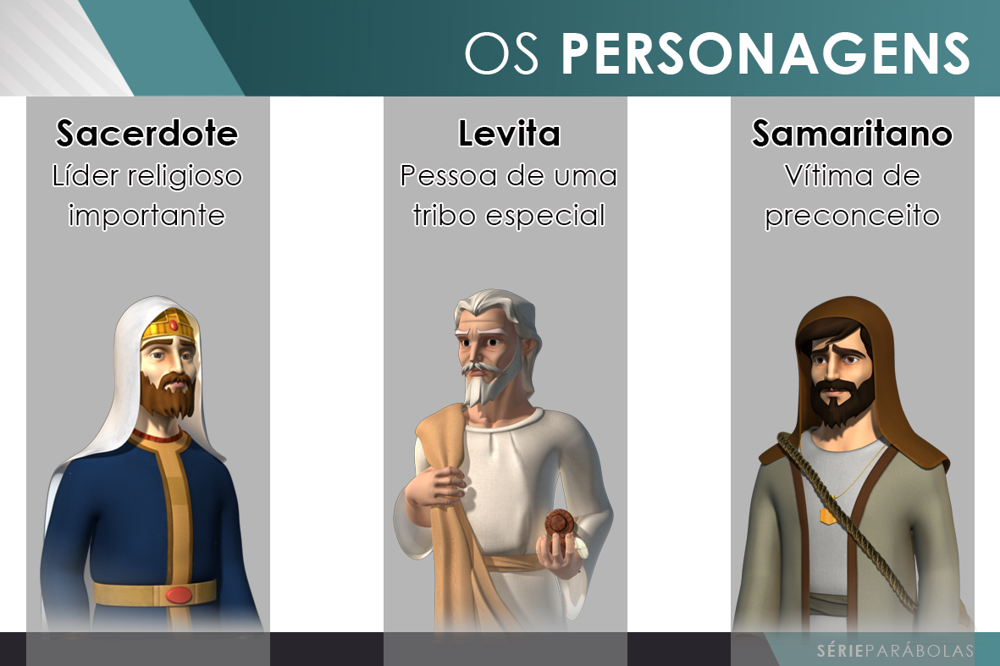 OS PERSONAGENS
Sacerdote
Líder religioso
importante
Levita
Pessoa de uma
tribo especial
Samaritano
Vítima de
preconceito
SÉRIEPARÁBOLAS